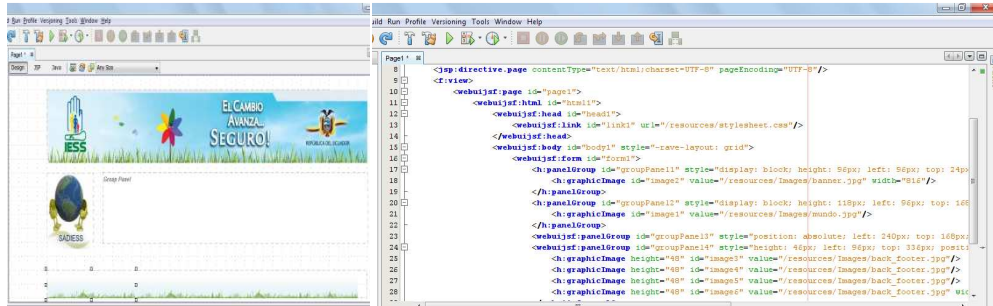 Run Profile Versioning Tools Window Help
Page1 * x
Design JSP Java Any Size
IESS
EL CAMBIO
AVANZA...
SEGURO!
REPÚBLICA DEL ECUADOR
SADIESS
Group Panel
uild Run Profile Versioning Tools Window Help
Page1 * x
8 <jsp:directive.page contentType="text/html;charset=UTF-8" pageEncoding="UTF-8"/>
9 <f:view>
10 <webuijsf:page id="page1">
11 <webuijsf:html id="html1">
12 <webuijsf:head id="head1">
13 <webuijsf:link id="link1" url="/resources/stylesheet.css"/>
14 </webuijsf:head>
15 <webuijsf:body id="body1" style="-rave-layout: grid">
16 <webuijsf:form id="form1">
17 <h:panelGroup id="groupPanel1" style="display: block; height: 96px; left: 96px; top: 24px
18 <h:graphicImage id="image2" value="/resources/Images/banner.jpg" width="816"/>
19 </h:panelGroup>
20 <h:panelGroup id="groupPanel2" style="display: block; height: 118px; left: 96px; top: 168
21 <h:graphicImage id="image1" value="/resources/Images/mundo.jpg"/>
22 </h:panelGroup>
23 <webuijsf:panelGroup id="groupPanel3" style="position: absolute; left: 240px; top: 168px;
24 <webuijsf:panelGroup id="groupPanel4" style="height: 46px; left: 96px; top: 336px; positi
25 <h:graphicImage height="48" id="image3" value="/resources/Images/back_footer.jpg"/>
26 <h:graphicImage height="48" id="image4" value="/resources/Images/back_footer.jpg"/>
27 <h:graphicImage height="48" id="image5" value="/resources/Images/back_footer.jpg"/>
28 <h:graphicImage height="48" id="image6" value="/resources/Images/back_footer.jpg" wid